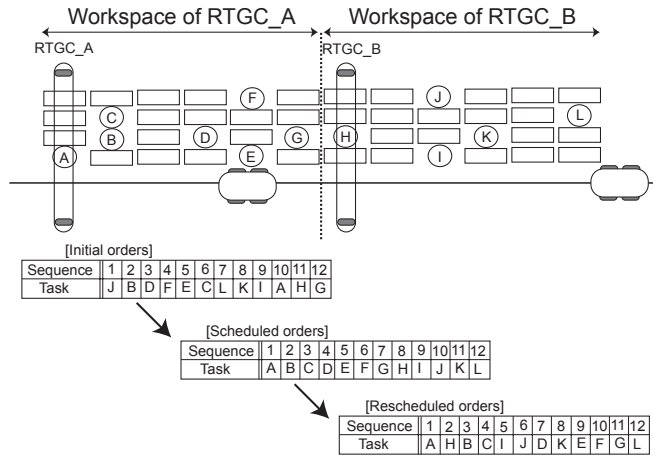 Workspace of RTGC_A Workspace of RTGC_B
RTGC_A RTGC_B
F J
C L
B D G H K
A E I
[Initial orders]
Sequence 1 2 3 4 5 6 7 8 9 10 11 12
Task J B D F E C L K I A H G
[Scheduled orders]
Sequence 1 2 3 4 5 6 7 8 9 10 11 12
Task A B C D E F G H I J K L
[Rescheduled orders]
Sequence 1 2 3 4 5 6 7 8 9 10 11 12
Task A H B C I J D K E F G L